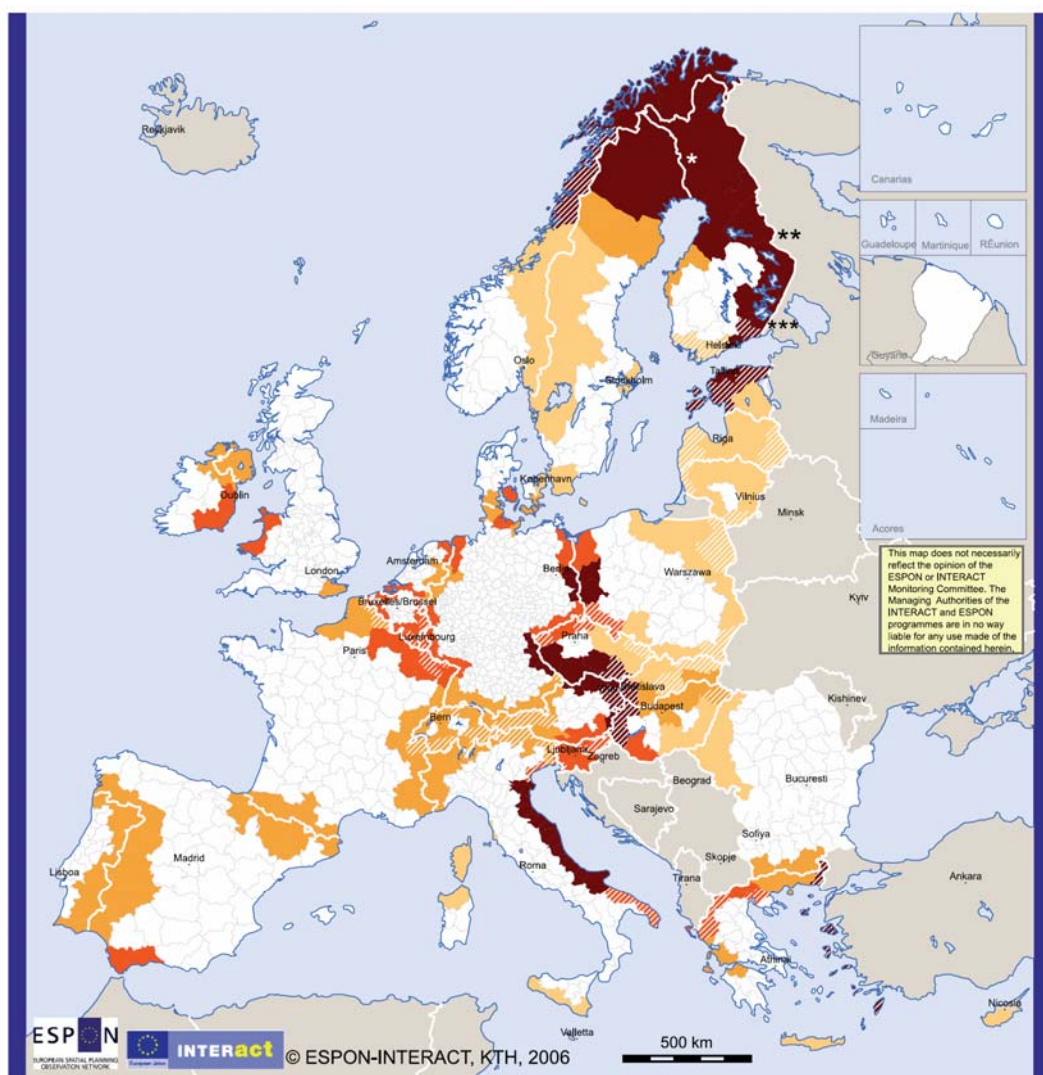 Reykjavik
Canarias
Guadeloupe
Martinique
RÉunion
*
**
Guyane
***
Helsinki
Oslo
Tallinn
Stockholm
Madeira
Riga
København
Vilnius
Dublin
Minsk
Acores
Amsterdam
Berlin
Warszawa
London
This map does not necessarily
reflect the opinion of the
ESPON or INTERACT
Monitoring Committee. The
Managing Authorities of the
INTERACT and ESPON
programmes are in no way
liable for any use made of the
information contained herein.
Bruxelles/Brussel
Kyiv
Luxembourg
Praha
Paris
Bratislava
Kishinev
Budapest
Bern
Ljubljana
Zagreb
Beograd
Bucuresti
Sarajevo
Sofiya
Skopje
Madrid
Roma
Tirana
Lisboa
Ankara
Athinai
Nicosia
Valletta
ESPON
EUROPEAN SPATIAL PLANNING
OBSERVATION NETWORK
European Union
INTERact
© ESPON-INTERACT, KTH, 2006
500 km